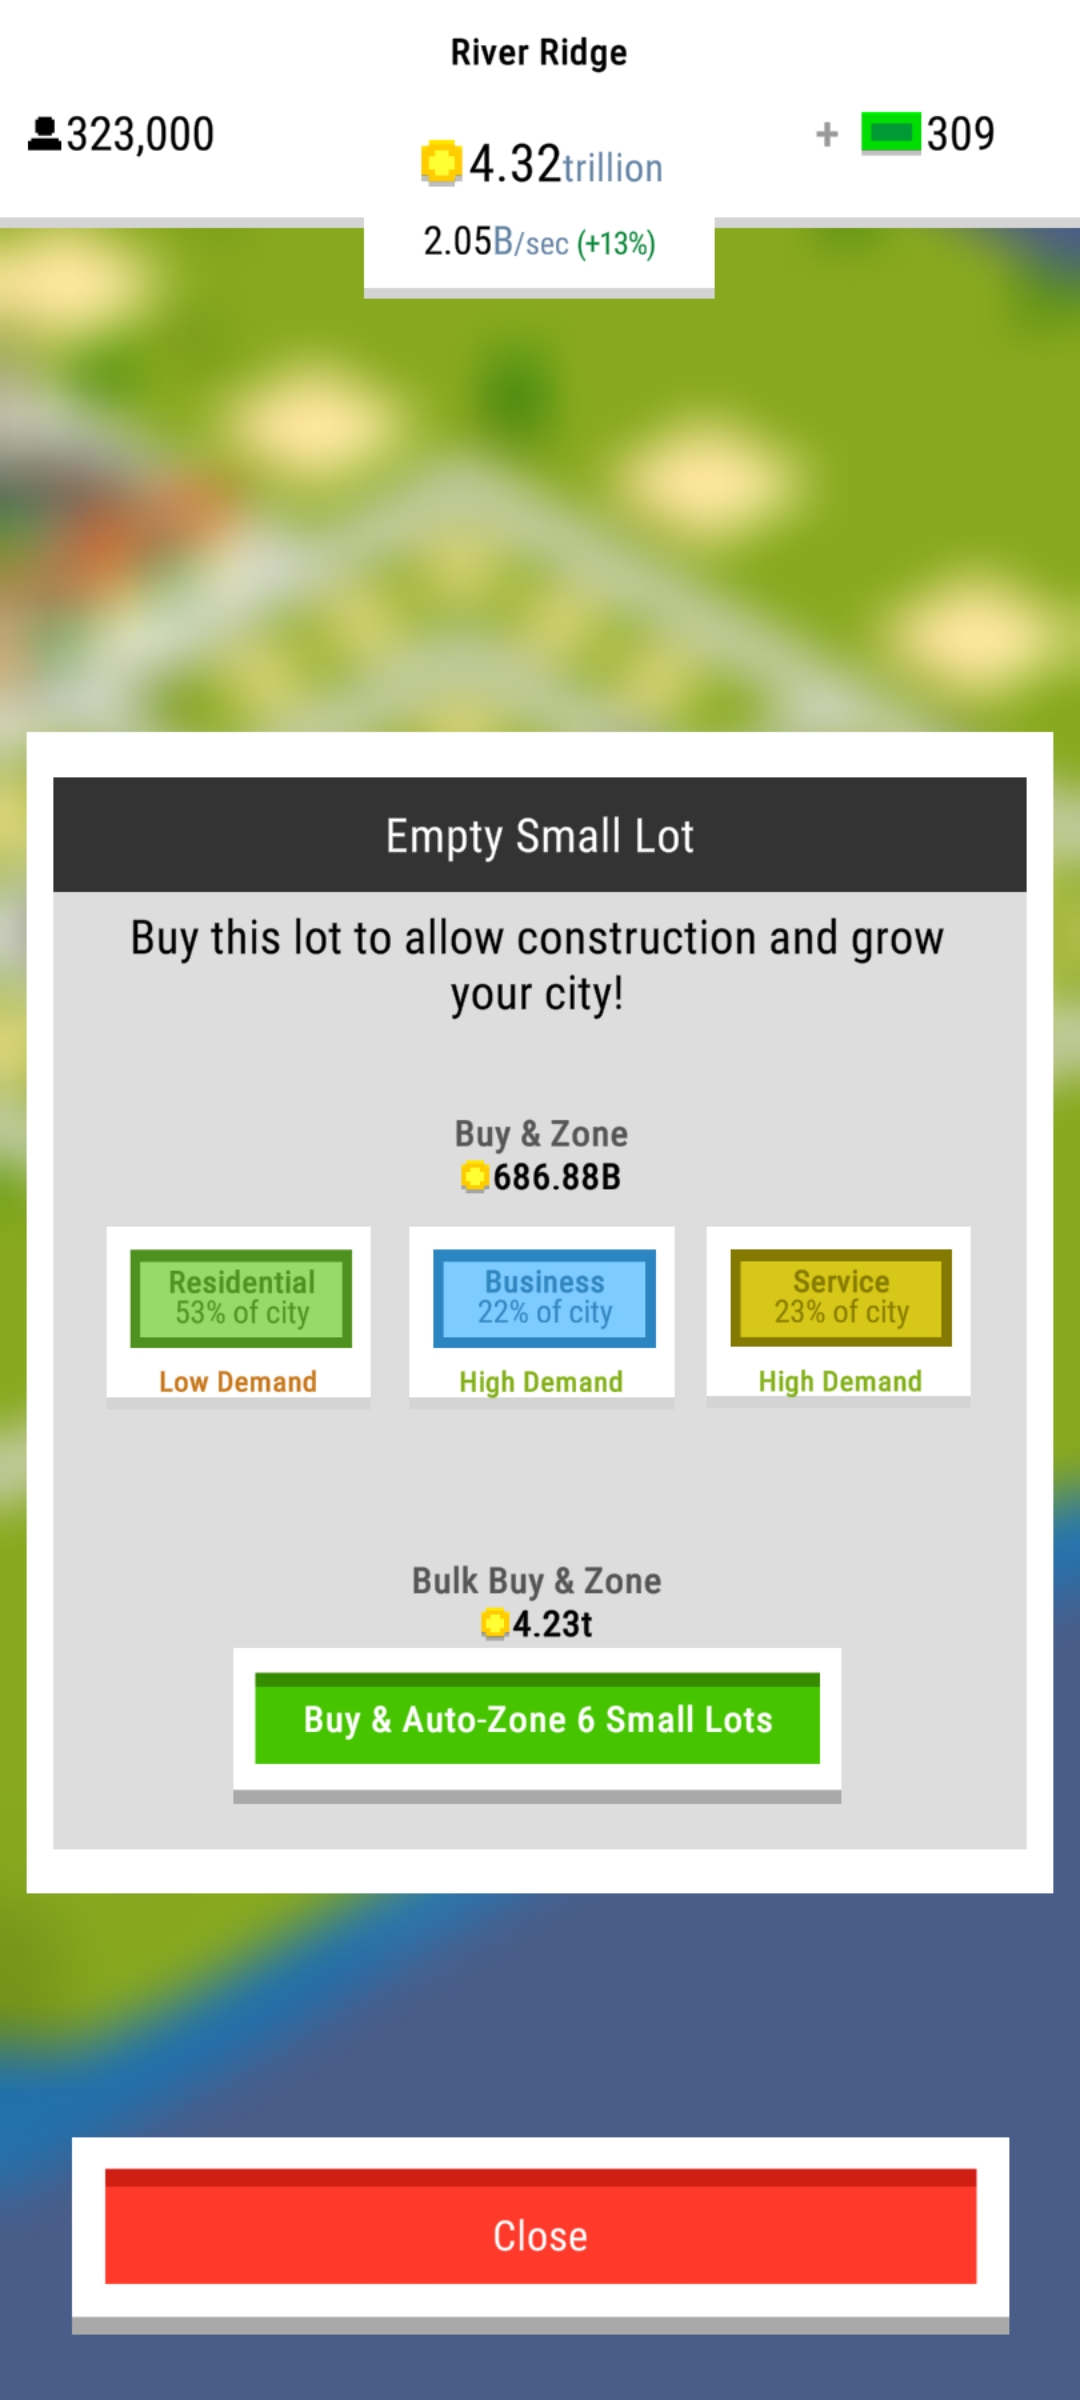 River Ridge
323,000
4.32trillion
+ 309
2.05B/sec (+13%)
Empty Small Lot
Buy this lot to allow construction and grow
your city!
Buy & Zone
686.88B
Residential
53% of city
Low Demand
Business
22% of city
High Demand
Service
23% of city
High Demand
Bulk Buy & Zone
4.23t
Buy & Auto-Zone 6 Small Lots
Close